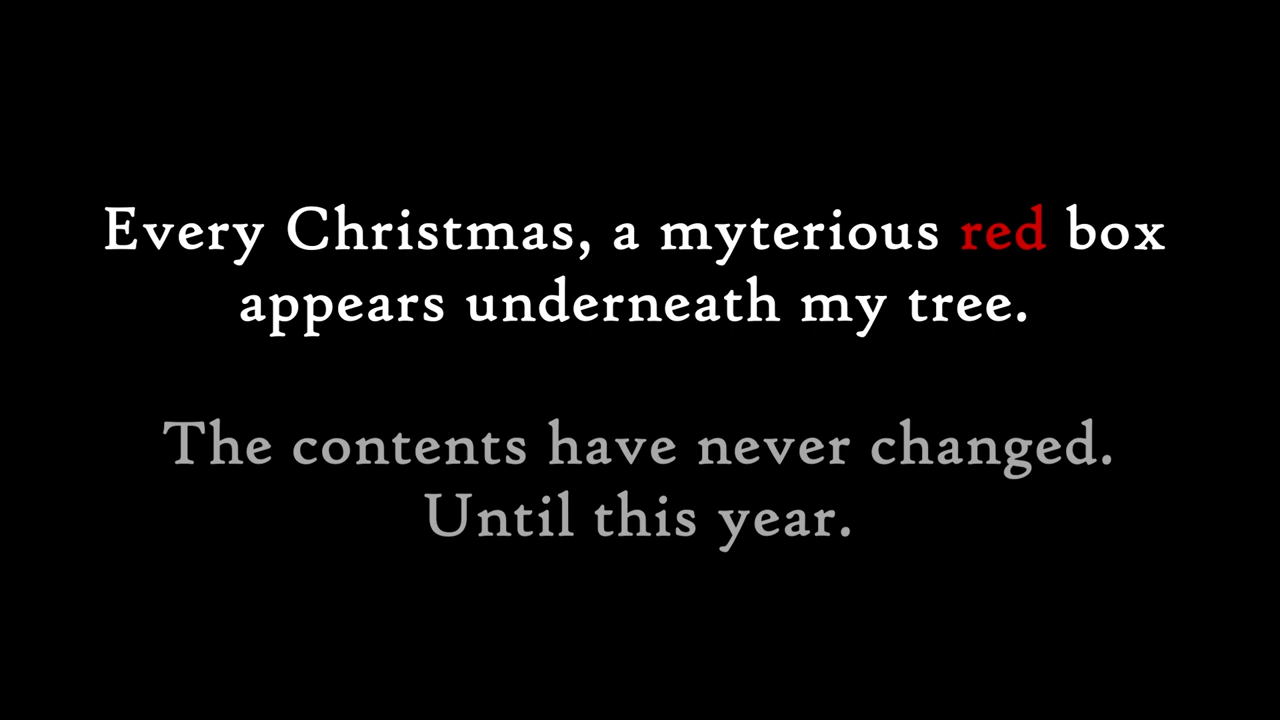 Every Christmas, a myterious red box
appears underneath my tree.
The contents have never changed.
Until this year.